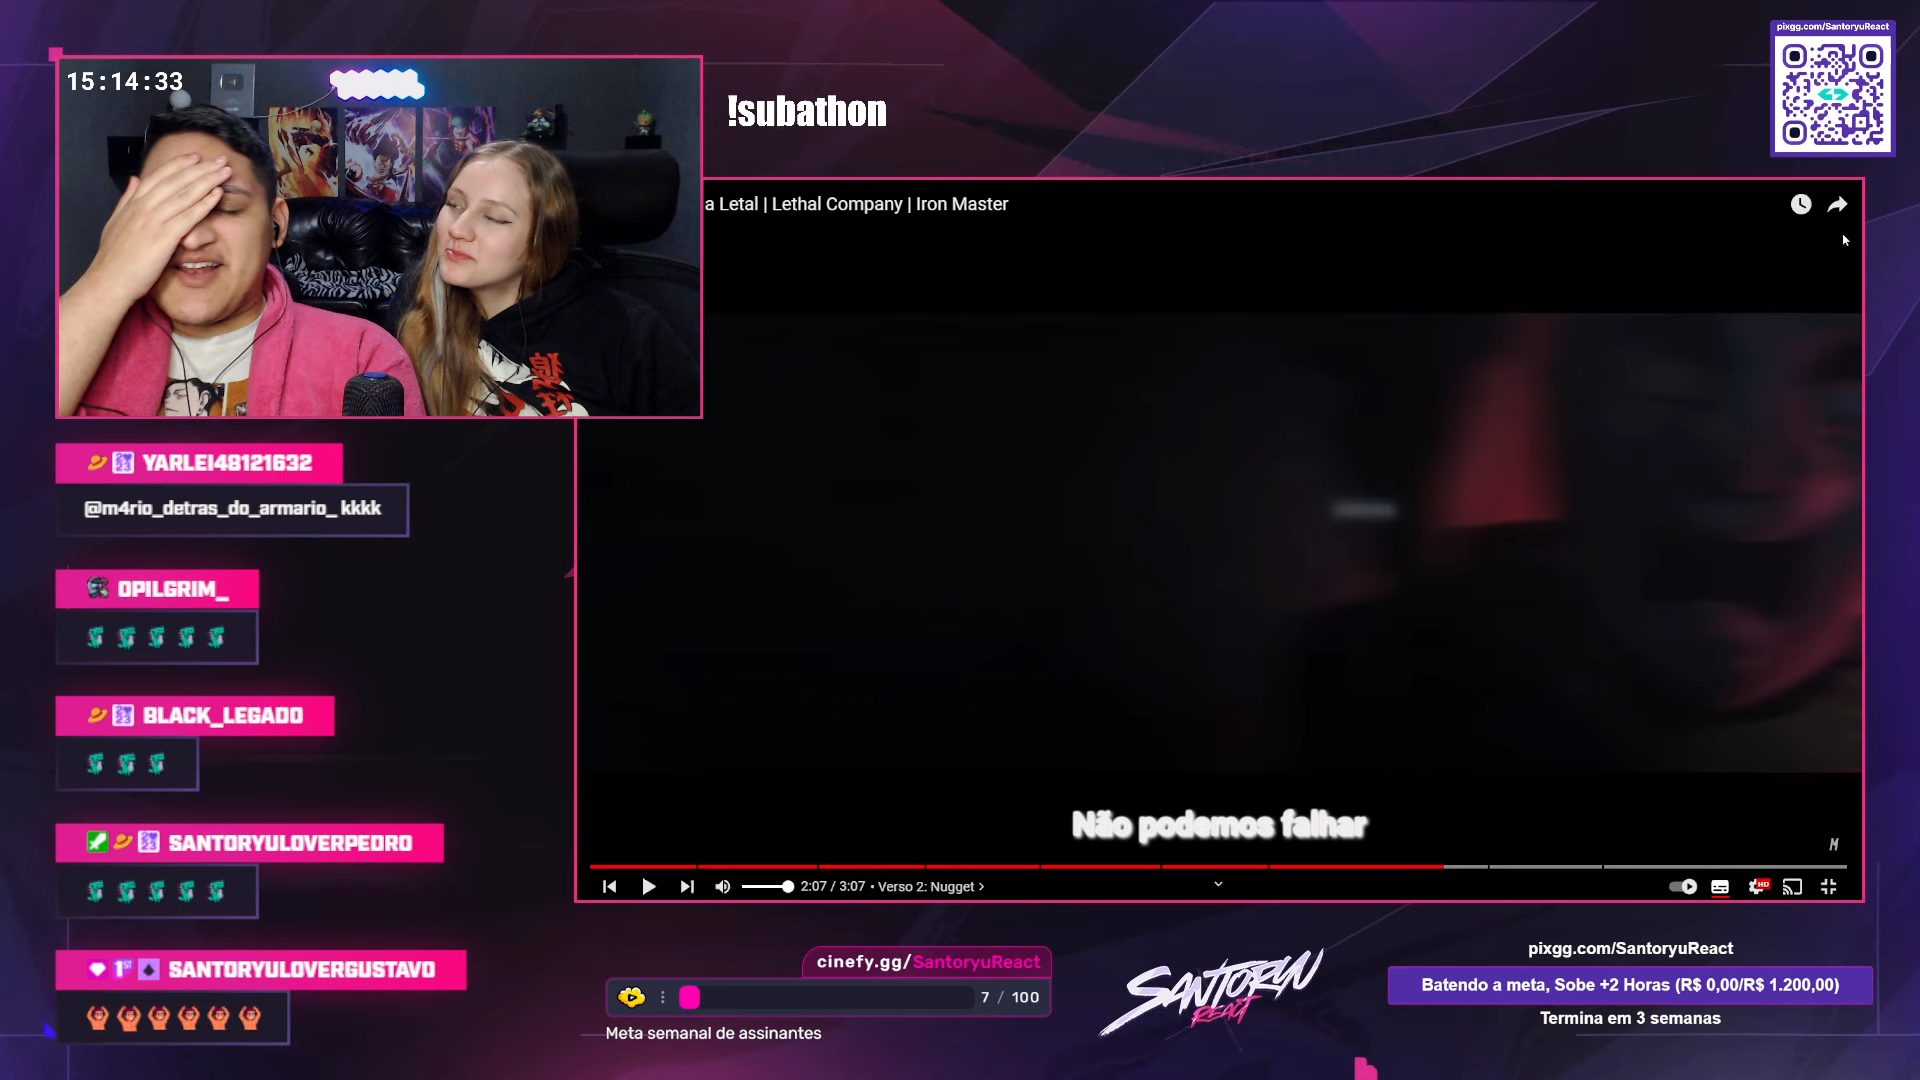 pixgg.com/SantoryuReact
15:14:33
!subathon
a Letal | Lethal Company | Iron Master
YARLEI48121632
@m4rio_detras_do_armario_ kkkk
OPILGRIM_
BLACK_LEGADO
SANTORYULOVERPEDRO
1ST SANTORYULOVERGUSTAVO
Não podemos falhar
M
2:07 / 3:07 • Verso 2: Nugget >
HD
cinefy.gg/SantoryuReact
7 / 100
Meta semanal de assinantes
SANTORYU
REACT
pixgg.com/SantoryuReact
Batendo a meta, Sobe +2 Horas (R$ 0,00/R$ 1.200,00)
Termina em 3 semanas